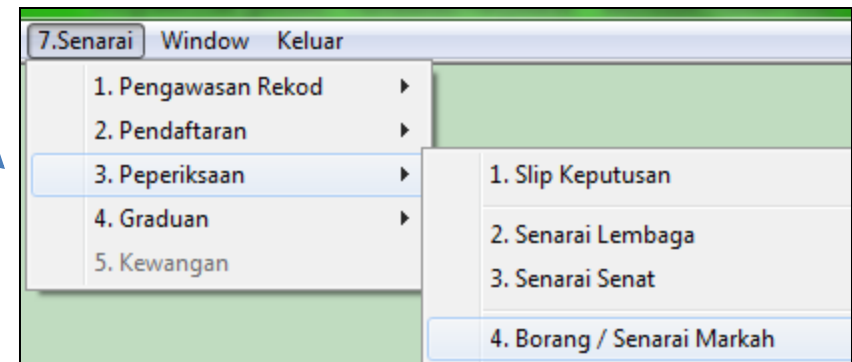 7.Senarai Window Keluar
1. Pengawasan Rekod
2. Pendaftaran
3. Peperiksaan
4. Graduan
5. Kewangan
1. Slip Keputusan
2. Senarai Lembaga
3. Senarai Senat
4. Borang / Senarai Markah